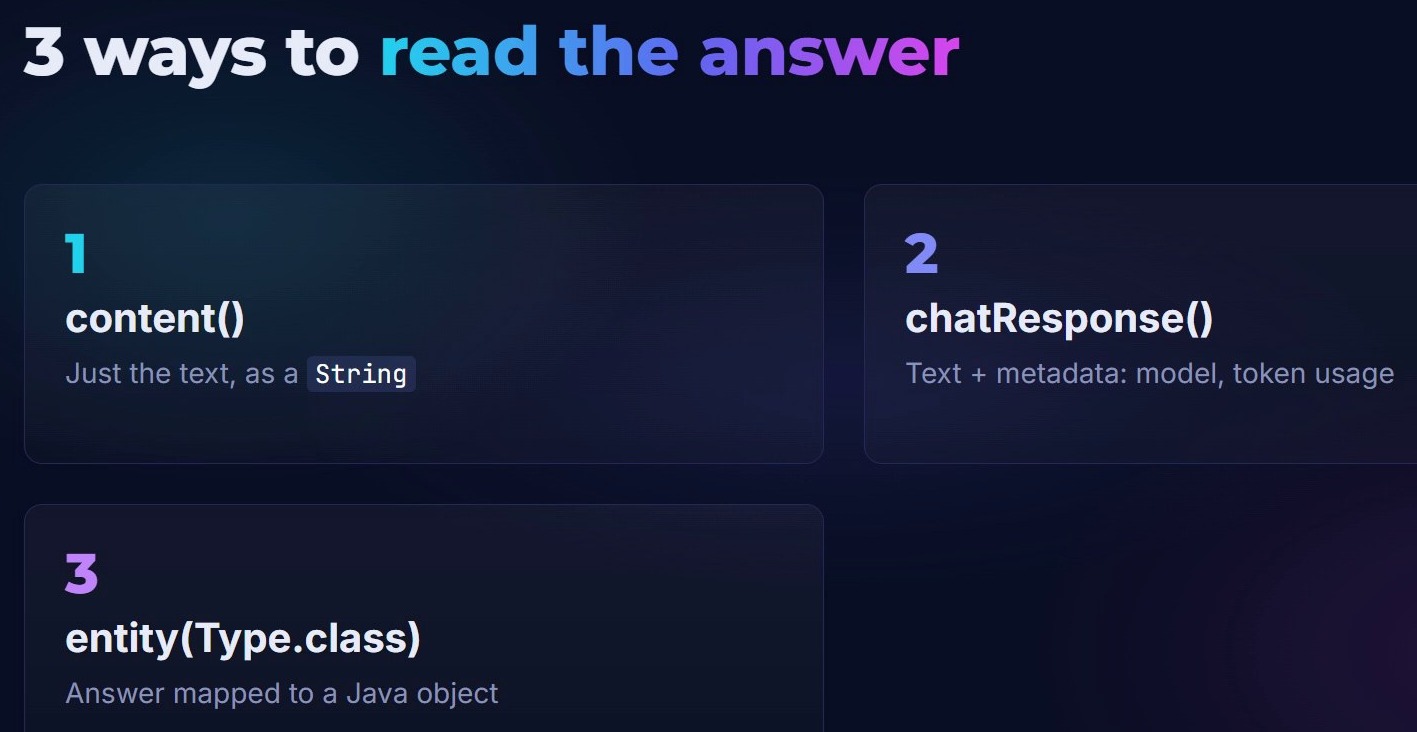 3 ways to read the answer
1
content()
Just the text, as a String
2
chatResponse()
Text + metadata: model, token usage
3
entity(Type.class)
Answer mapped to a Java object